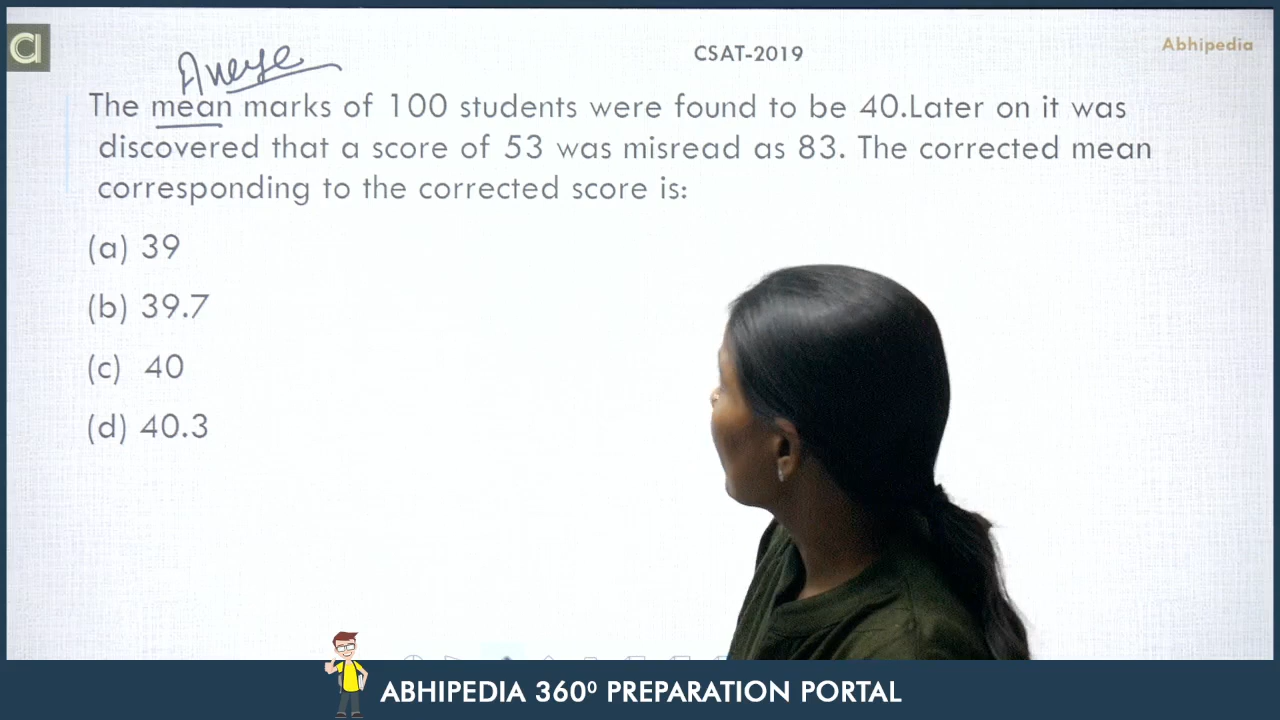 CSAT-2019
Abhipedia
Average
The mean marks of 100 students were found to be 40.Later on it was
discovered that a score of 53 was misread as 83. The corrected mean
corresponding to the corrected score is:
(a) 39
(b) 39.7
(c) 40
(d) 40.3
ABHIPEDIA 360⁰ PREPARATION PORTAL